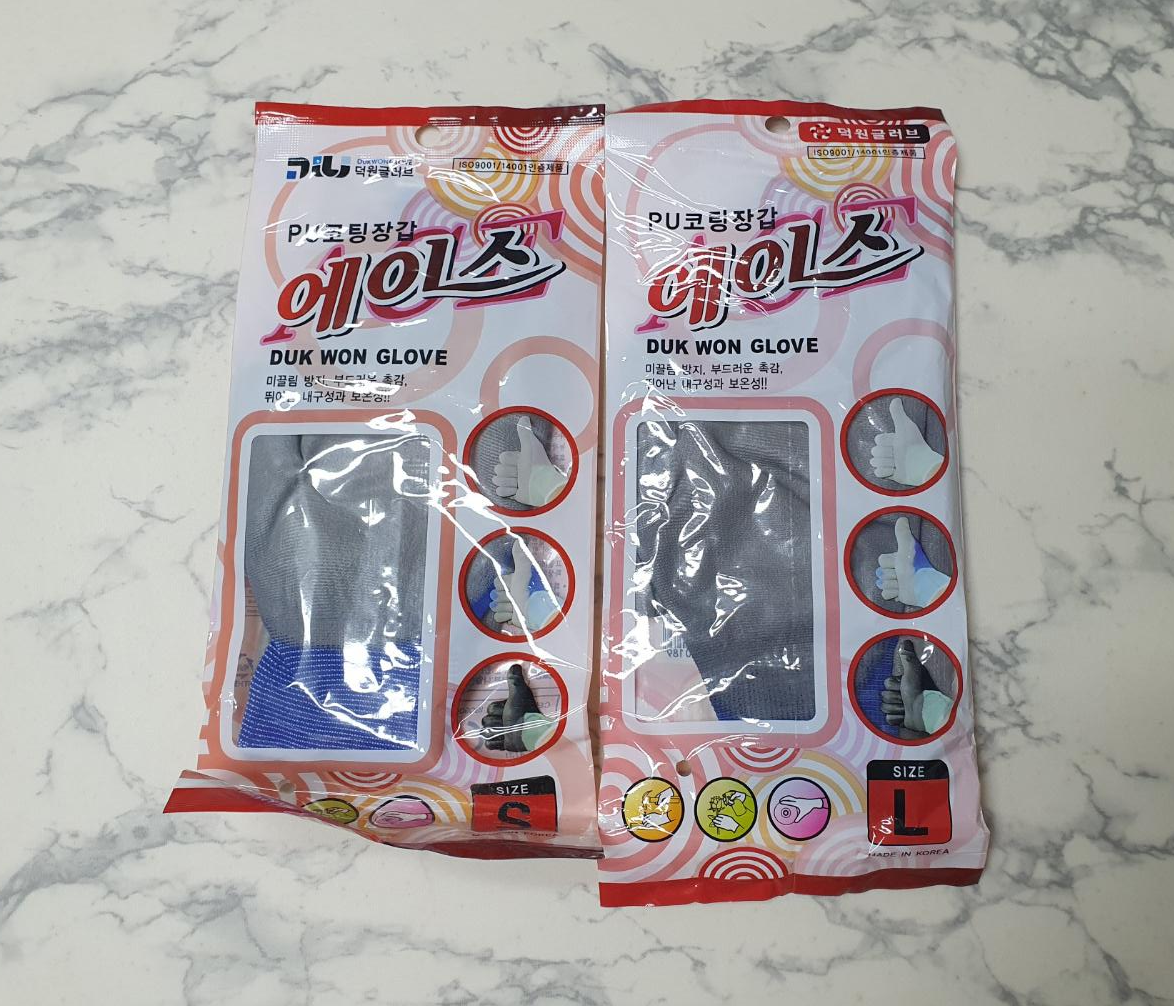 DUKWON GLOVE
덕원글러브
ISO9001/14001인증제품
PU코팅장갑
에이스
DUK WON GLOVE
미끌림 방지, 부드러운 촉감,
뛰어난 내구성과 보온성!!
SIZE
S
덕원글러브
ISO9001/14001인증제품
PU코팅장갑
에이스
DUK WON GLOVE
미끌림 방지, 부드러운 촉감,
뛰어난 내구성과 보온성!!
SIZE
L
MADE IN KOREA